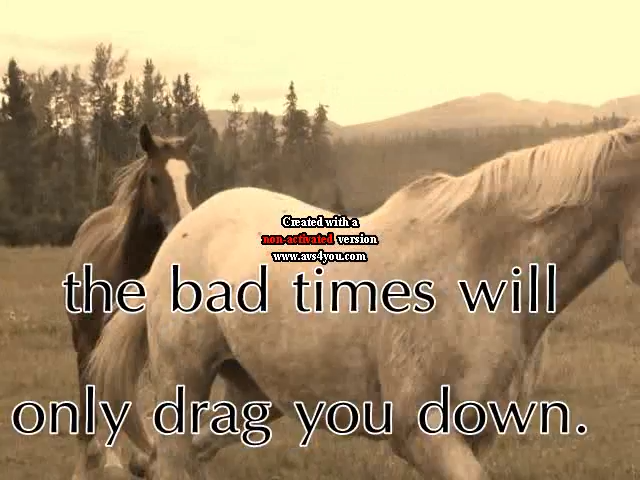 Created with a
non-activated version
www.avs4you.com
the bad times will
only drag you down.